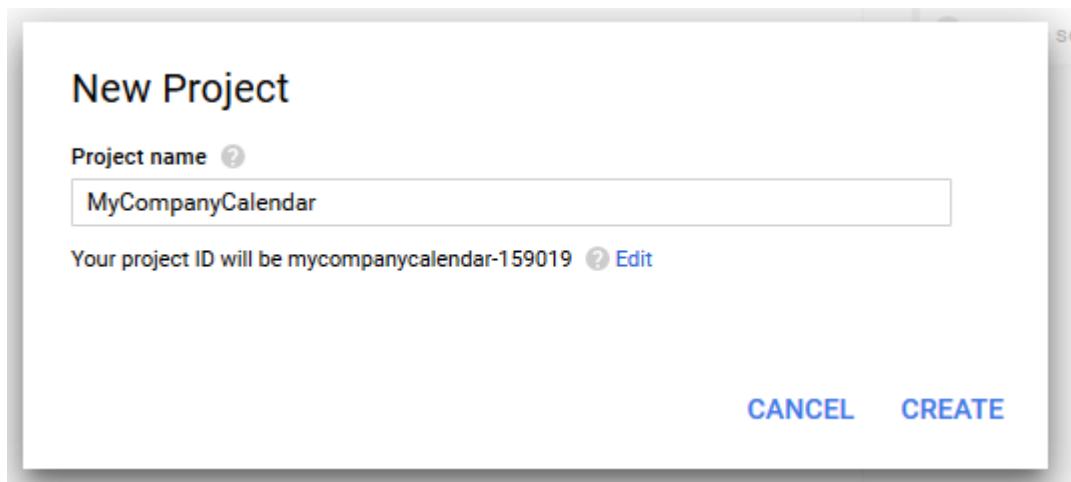 New Project
Project name
MyCompanyCalendar
Your project ID will be mycompanycalendar-159019 Edit
CANCEL CREATE